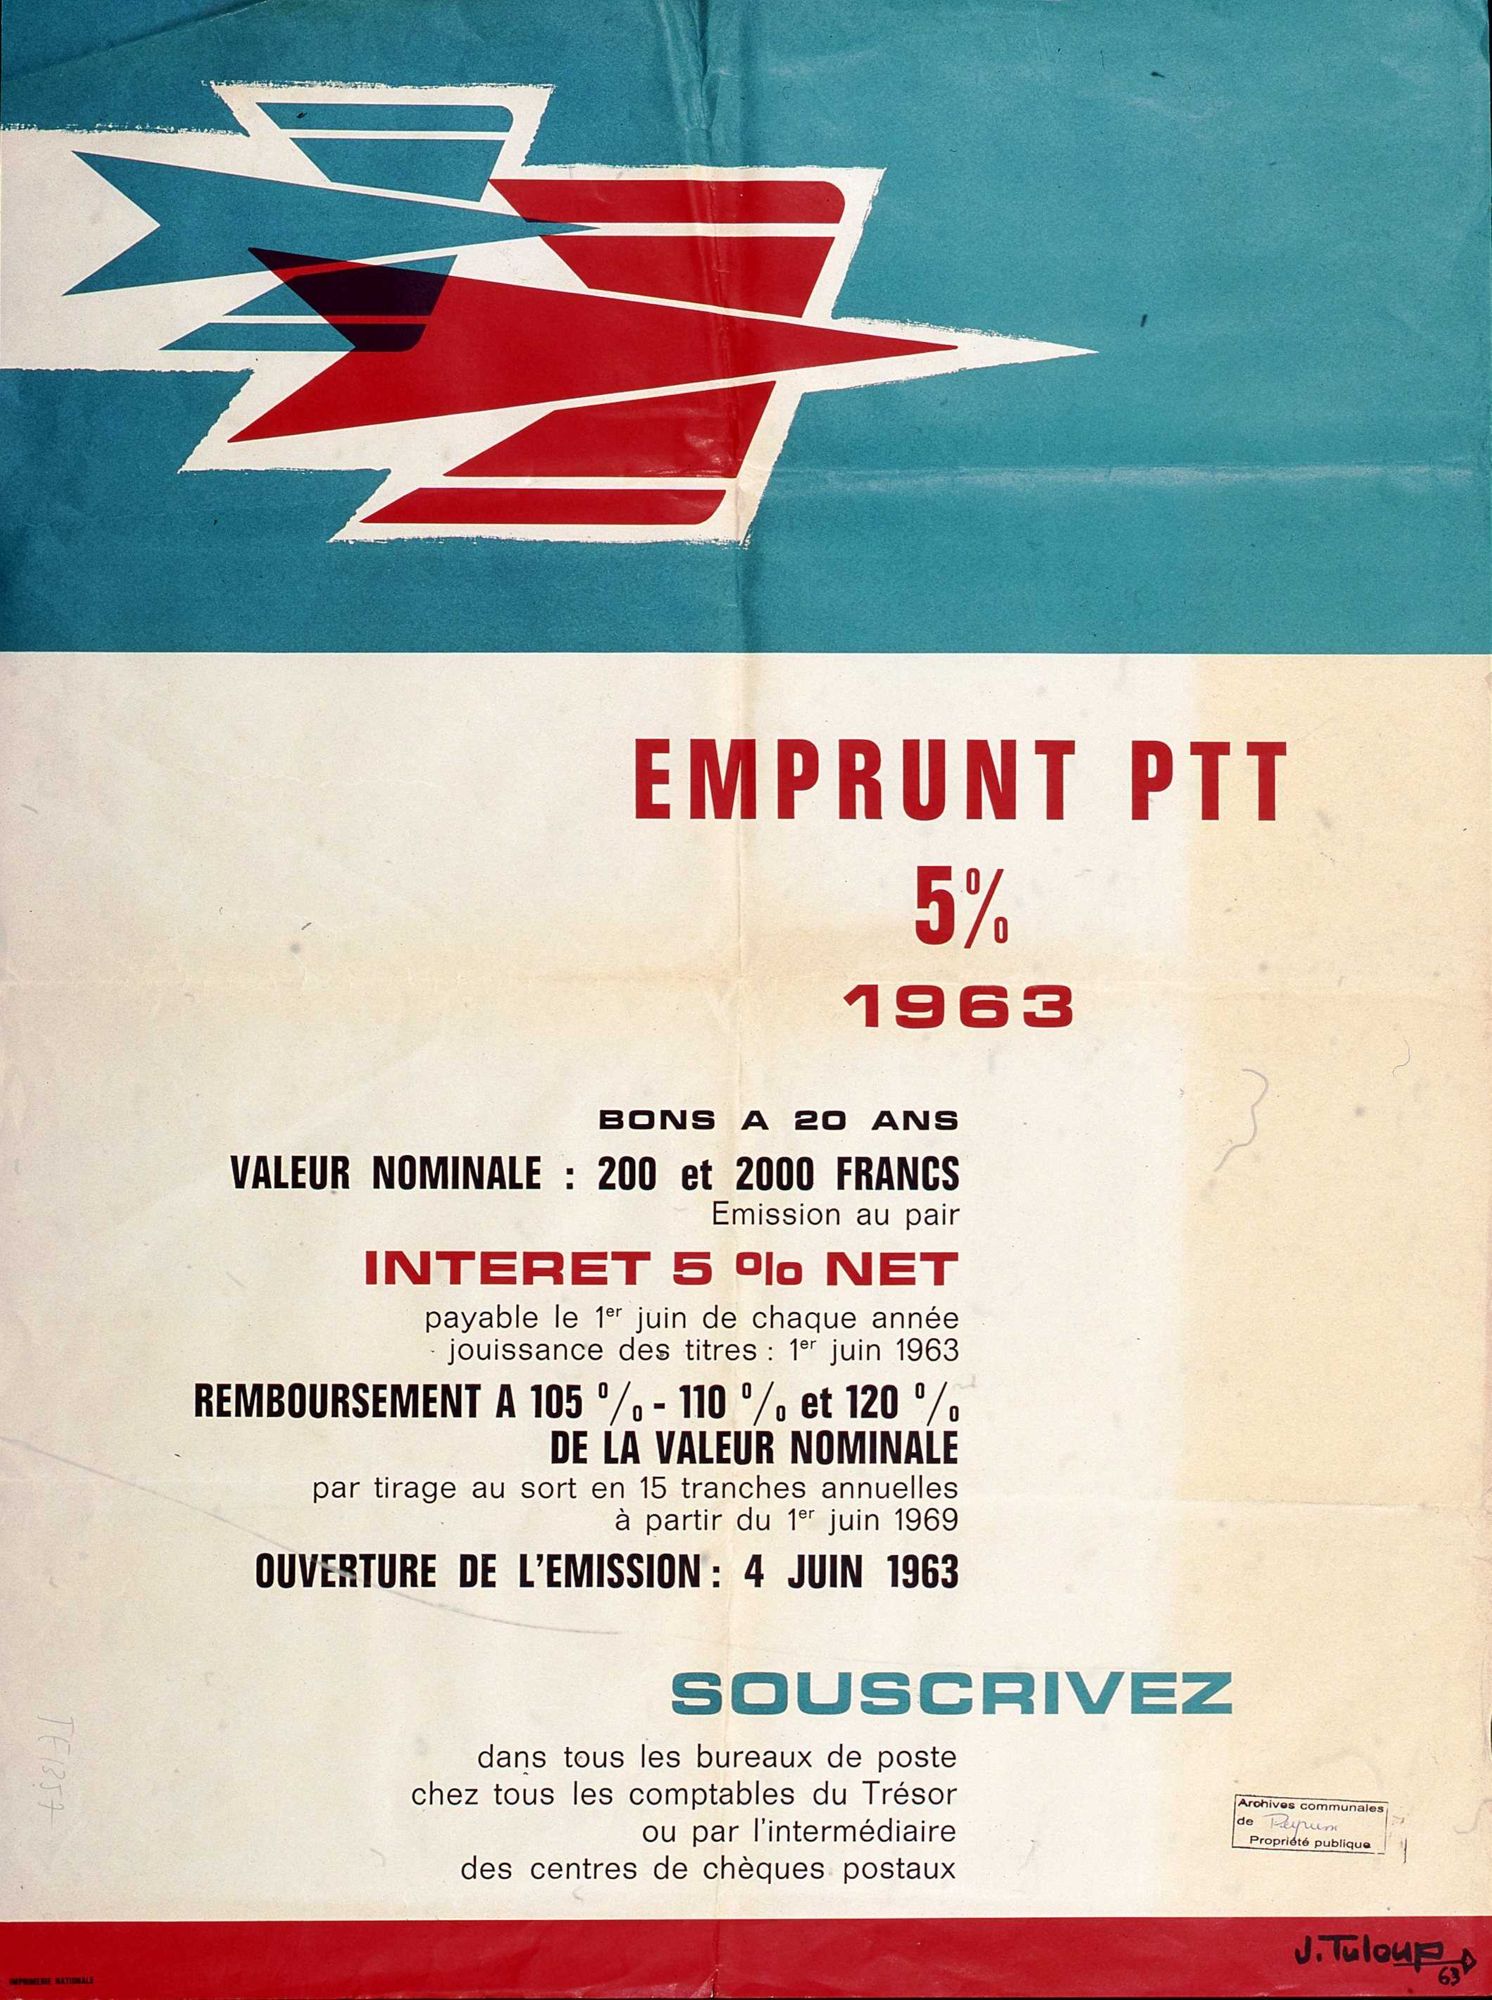 EMPRUNT PTT
5%
1963
BONS A 20 ANS
VALEUR NOMINALE : 200 et 2000 FRANCS
Emission au pair
INTERET 5 % NET
payable le 1er juin de chaque année
jouissance des titres : 1er juin 1963
REMBOURSEMENT A 105 % - 110 % et 120 %
DE LA VALEUR NOMINALE
par tirage au sort en 15 tranches annuelles
à partir du 1er juin 1969
OUVERTURE DE L'EMISSION : 4 JUIN 1963
SOUSCRIVEZ
dans tous les bureaux de poste
chez tous les comptables du Trésor
ou par l'intermédiaire
des centres de chèques postaux
Archives communales
de
Propriété publique
IMPRIMERIE NATIONALE
J. Tuloup
63